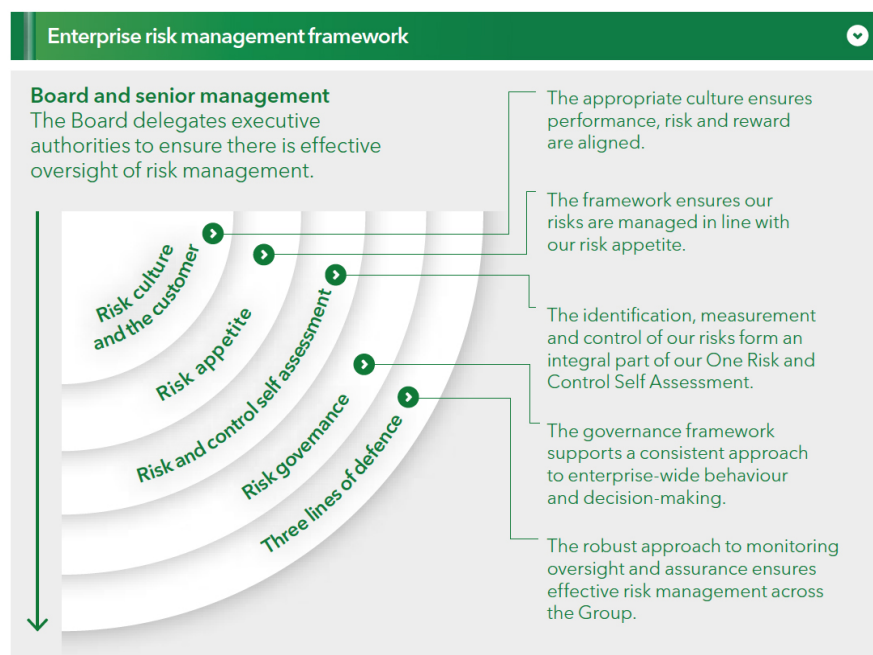 Enterprise risk management framework
Board and senior management
The Board delegates executive
authorities to ensure there is effective
oversight of risk management.
Risk culture
and the customer
Risk appetite
Risk and control self assessment
Risk governance
Three lines of defence
The appropriate culture ensures
performance, risk and reward
are aligned.
The framework ensures our
risks are managed in line with
our risk appetite.
The identification, measurement
and control of our risks form an
integral part of our One Risk and
Control Self Assessment.
The governance framework
supports a consistent approach
to enterprise-wide behaviour
and decision-making.
The robust approach to monitoring
oversight and assurance ensures
effective risk management across
the Group.